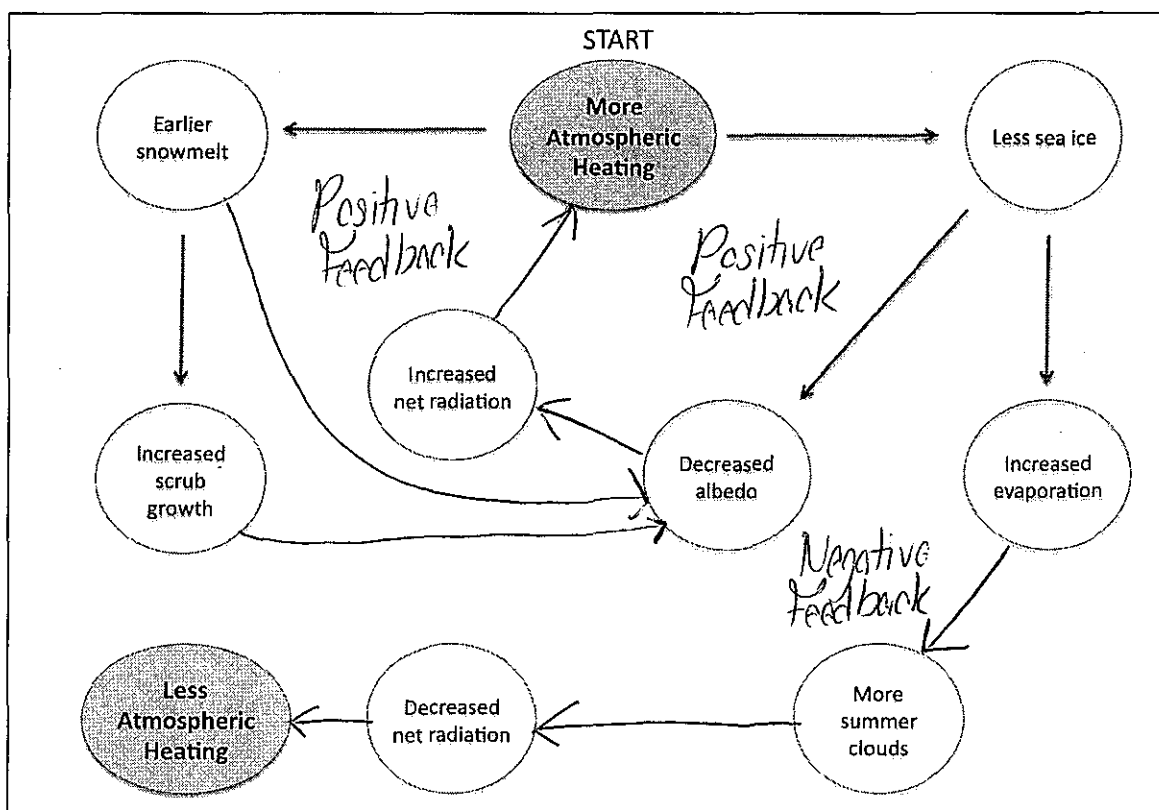 START
More
Atmospheric
Heating
Earlier
snowmelt
Less sea ice
Positive
Feedback
Positive
Feedback
Increased
net radiation
Increased
scrub
growth
Decreased
albedo
Increased
evaporation
Negative
Feedback
Less
Atmospheric
Heating
Decreased
net radiation
More
summer
clouds